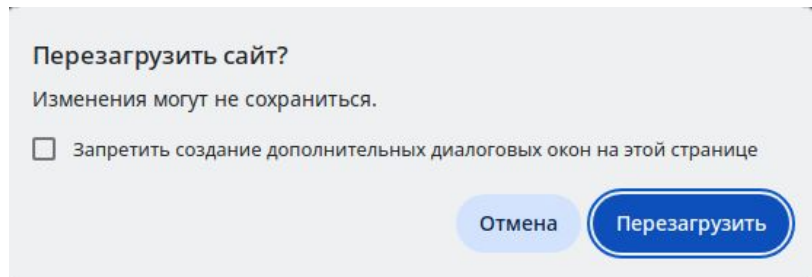 Перезагрузить сайт?
Изменения могут не сохраниться.
Запретить создание дополнительных диалоговых окон на этой странице
Отмена Перезагрузить